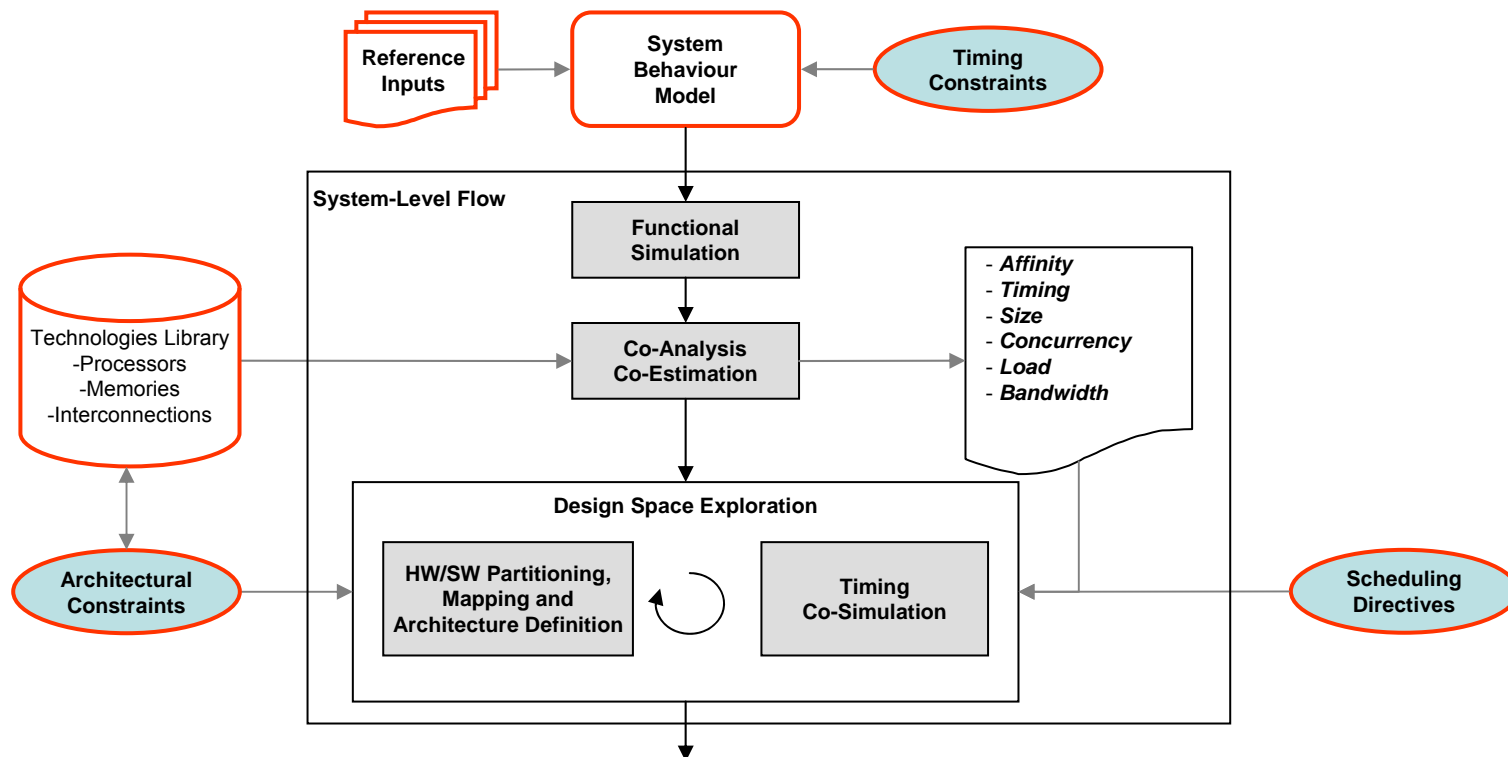 Reference
Inputs
System
Behaviour
Model
Timing
Constraints
System-Level Flow
Functional
Simulation
- Affinity
- Timing
- Size
- Concurrency
- Load
- Bandwidth
Technologies Library
-Processors
-Memories
-Interconnections
Co-Analysis
Co-Estimation
Design Space Exploration
Architectural
Constraints
HW/SW Partitioning,
Mapping and
Architecture Definition
Timing
Co-Simulation
Scheduling
Directives